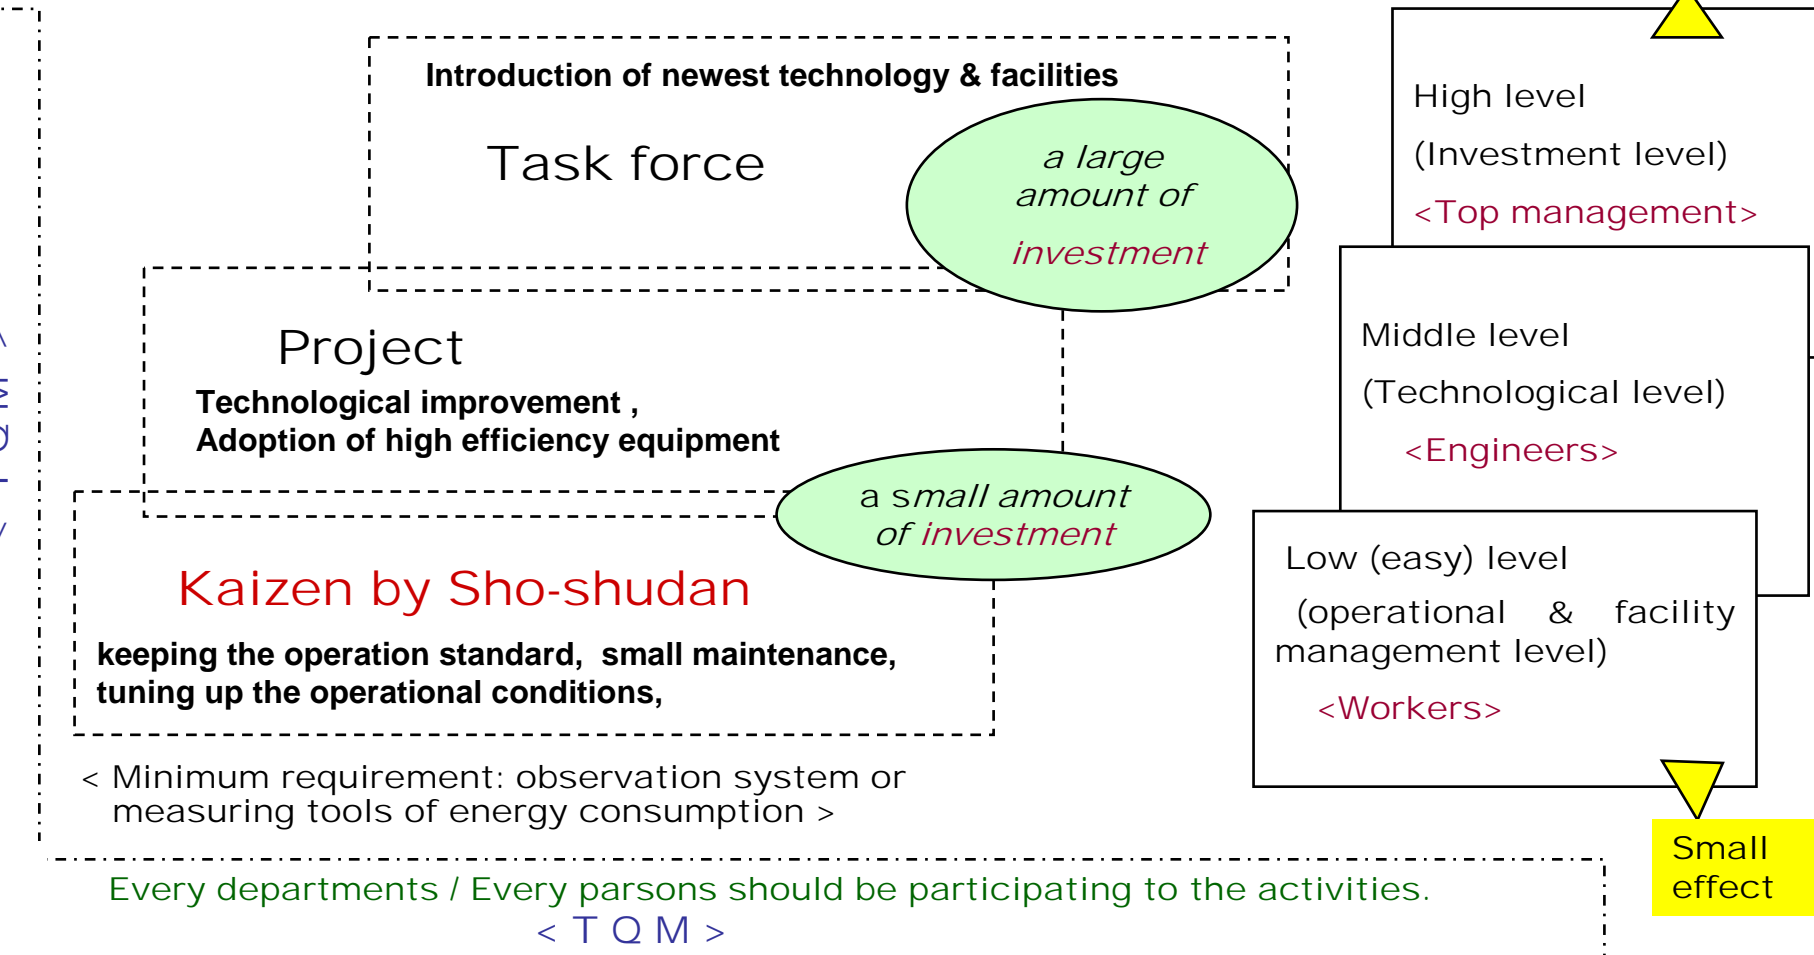 Introduction of newest technology & facilities
Task force
a large
amount of
investment
Project
Technological improvement ,
Adoption of high efficiency equipment
a small amount
of investment
Kaizen by Sho-shudan
keeping the operation standard, small maintenance,
tuning up the operational conditions,
< Minimum requirement: observation system or
measuring tools of energy consumption >
Every departments / Every parsons should be participating to the activities.
< T Q M >
High level
(Investment level)
<Top management>
Middle level
(Technological level)
<Engineers>
Low (easy) level
(operational & facility
management level)
<Workers>
Small
effect